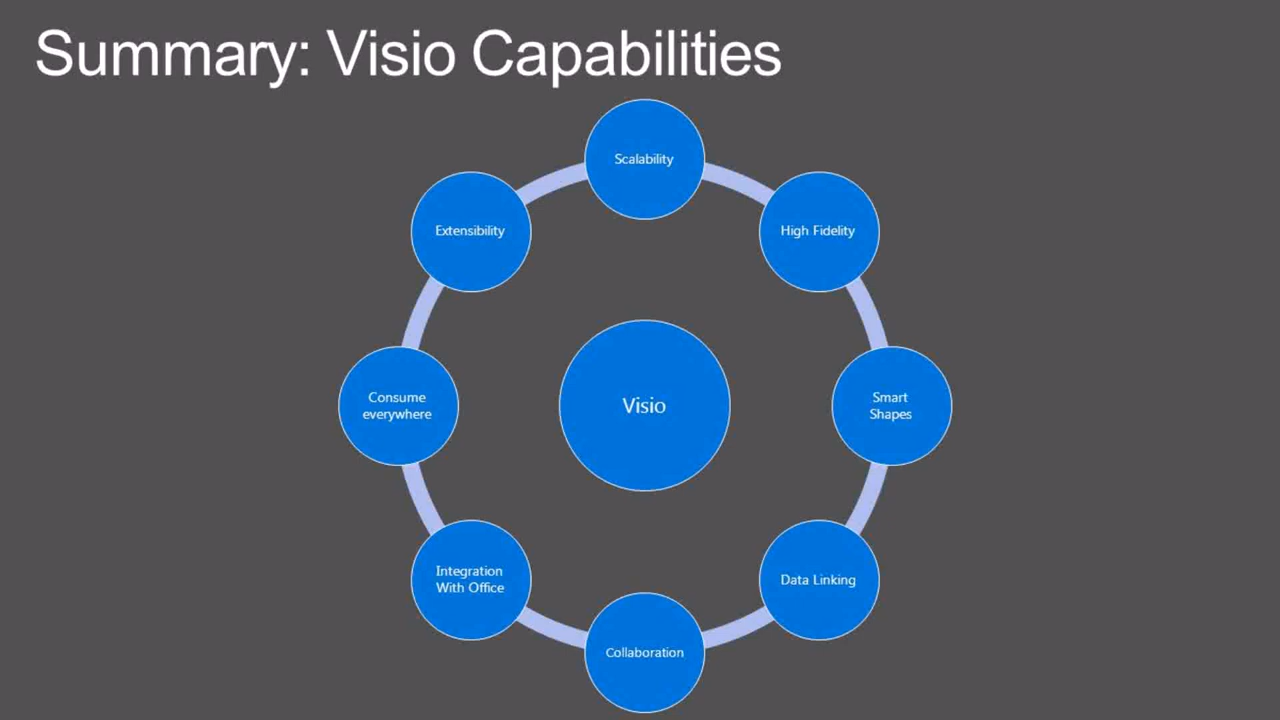 Summary: Visio Capabilities
Scalability
Extensibility
High Fidelity
Consume
everywhere
Visio
Smart
Shapes
Integration
With Office
Data Linking
Collaboration